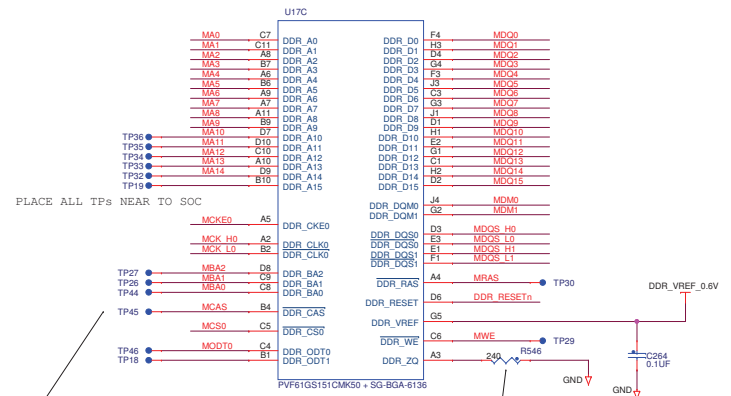 U17C
MA0 C7 DDR_A0 DDR_D0 F4 MDQ0
MA1 C11 DDR_A1 DDR_D1 H3 MDQ1
MA2 A8 DDR_A2 DDR_D2 D4 MDQ2
MA3 B7 DDR_A3 DDR_D3 G4 MDQ3
MA4 A6 DDR_A4 DDR_D4 F3 MDQ4
MA5 B6 DDR_A5 DDR_D5 J3 MDQ5
MA6 A9 DDR_A6 DDR_D6 C3 MDQ6
MA7 A7 DDR_A7 DDR_D7 G3 MDQ7
MA8 A11 DDR_A8 DDR_D8 J1 MDQ8
MA9 B9 DDR_A9 DDR_D9 D1 MDQ9
TP36 MA10 D7 DDR_A10 DDR_D10 H1 MDQ10
TP35 MA11 D10 DDR_A11 DDR_D11 E2 MDQ11
TP34 MA12 C10 DDR_A12 DDR_D12 G1 MDQ12
TP33 MA13 A10 DDR_A13 DDR_D13 C1 MDQ13
TP32 MA14 D9 DDR_A14 DDR_D14 H2 MDQ14
TP19 B10 DDR_A15 DDR_D15 D2 MDQ15
PLACE ALL TPs NEAR TO SOC
DDR_DQM0 J4 MDM0
DDR_DQM1 G2 MDM1
MCKE0 A5 DDR_CKE0
DDR_DQS0 D3 MDQS_H0
MCK_H0 A2 DDR_CLK0 DDR_DQS0 E3 MDQS_L0
MCK_L0 B2 DDR_CLK0 DDR_DQS1 E1 MDQS_H1
DDR_DQS1 F1 MDQS_L1
TP27 MBA2 D8 DDR_BA2
TP26 MBA1 C9 DDR_BA1 DDR_RAS A4 MRAS TP30
TP44 MBA0 C8 DDR_BA0
DDR_RESET D6 DDR_RESETn
DDR_VREF_0.6V
TP45 MCAS B4 DDR_CAS
DDR_VREF G5
MCS0 C5 DDR_CS0
DDR_WE C6 MWE TP29
TP46 MODT0 C4 DDR_ODT0
TP18 B1 DDR_ODT1 DDR_ZQ A3 240 R546
C264
0.1UF
GND
GND
PVF61GS151CMK50 + SG-BGA-6136